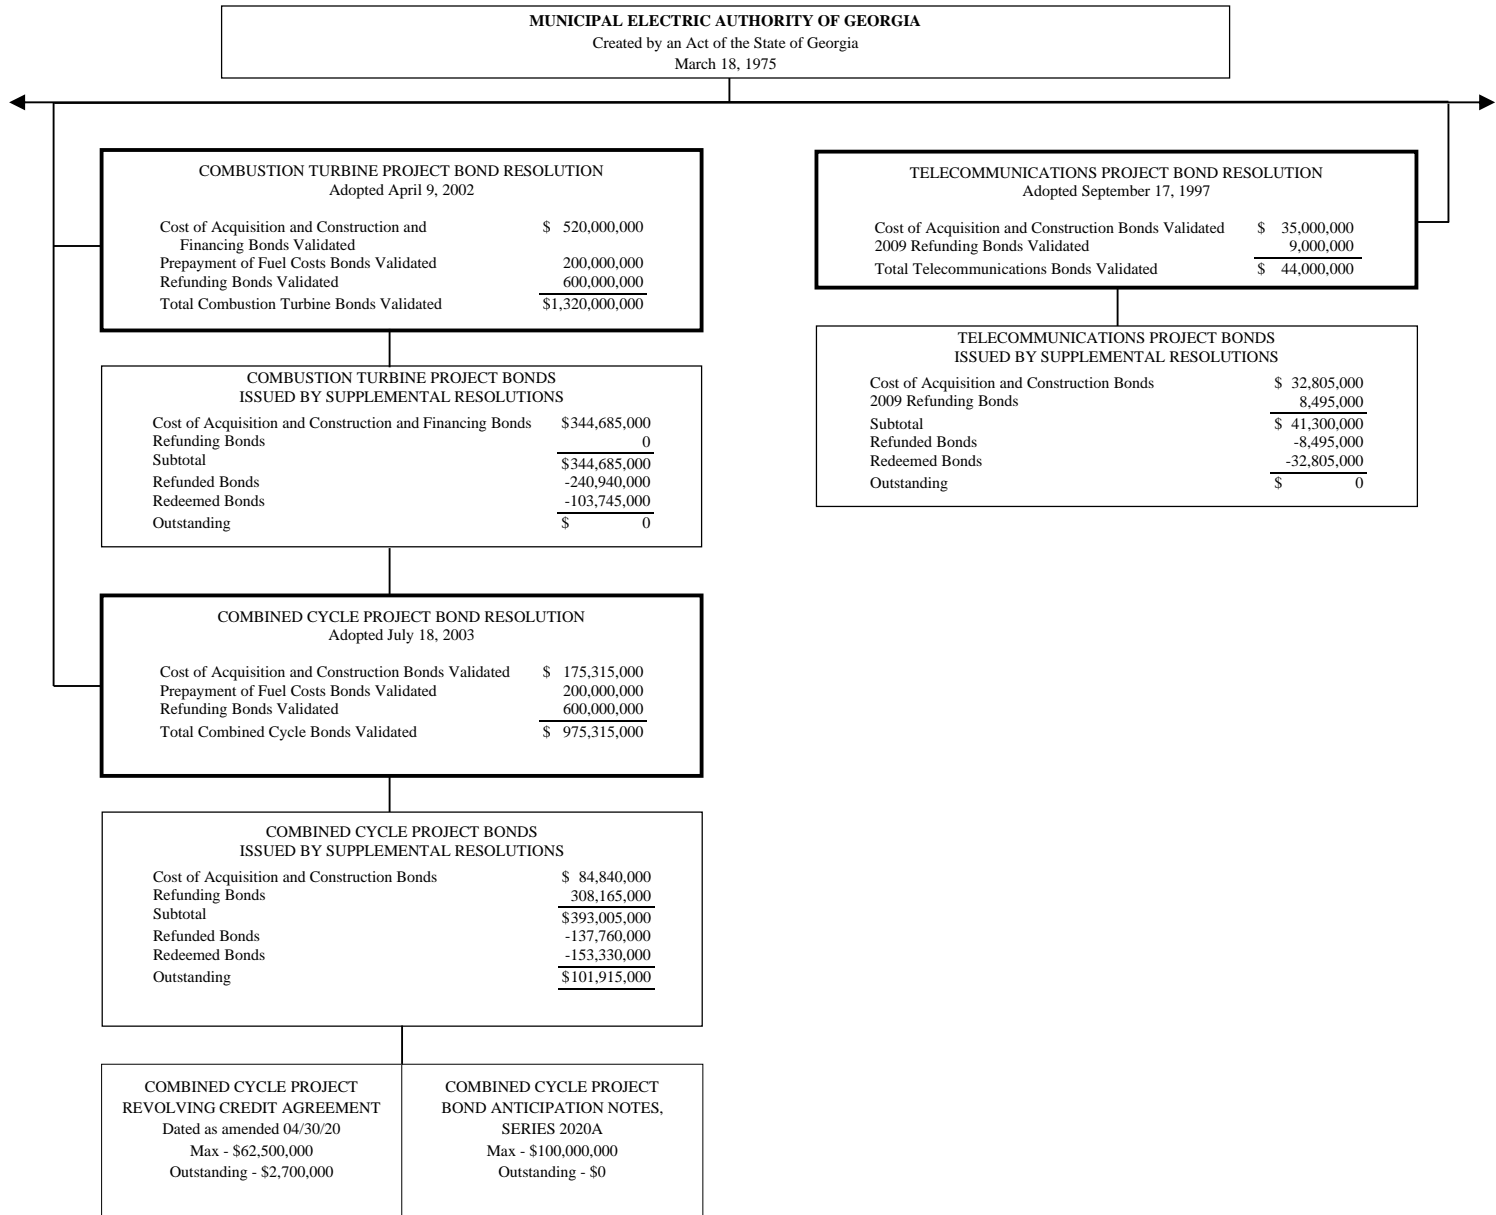 MUNICIPAL ELECTRIC AUTHORITY OF GEORGIA
Created by an Act of the State of Georgia
March 18, 1975
COMBUSTION TURBINE PROJECT BOND RESOLUTION
Adopted April 9, 2002
Cost of Acquisition and Construction and $ 520,000,000
Financing Bonds Validated
Prepayment of Fuel Costs Bonds Validated 200,000,000
Refunding Bonds Validated 600,000,000
Total Combustion Turbine Bonds Validated $1,320,000,000
COMBUSTION TURBINE PROJECT BONDS
ISSUED BY SUPPLEMENTAL RESOLUTIONS
Cost of Acquisition and Construction and Financing Bonds $344,685,000
Refunding Bonds 0
Subtotal $344,685,000
Refunded Bonds -240,940,000
Redeemed Bonds -103,745,000
Outstanding $ 0
COMBINED CYCLE PROJECT BOND RESOLUTION
Adopted July 18, 2003
Cost of Acquisition and Construction Bonds Validated $ 175,315,000
Prepayment of Fuel Costs Bonds Validated 200,000,000
Refunding Bonds Validated 600,000,000
Total Combined Cycle Bonds Validated $ 975,315,000
COMBINED CYCLE PROJECT BONDS
ISSUED BY SUPPLEMENTAL RESOLUTIONS
Cost of Acquisition and Construction Bonds $ 84,840,000
Refunding Bonds 308,165,000
Subtotal $393,005,000
Refunded Bonds -137,760,000
Redeemed Bonds -153,330,000
Outstanding $101,915,000
COMBINED CYCLE PROJECT
REVOLVING CREDIT AGREEMENT
Dated as amended 04/30/20
Max - $62,500,000
Outstanding - $2,700,000
COMBINED CYCLE PROJECT
BOND ANTICIPATION NOTES,
SERIES 2020A
Max - $100,000,000
Outstanding - $0
TELECOMMUNICATIONS PROJECT BOND RESOLUTION
Adopted September 17, 1997
Cost of Acquisition and Construction Bonds Validated $ 35,000,000
2009 Refunding Bonds Validated 9,000,000
Total Telecommunications Bonds Validated $ 44,000,000
TELECOMMUNICATIONS PROJECT BONDS
ISSUED BY SUPPLEMENTAL RESOLUTIONS
Cost of Acquisition and Construction Bonds $ 32,805,000
2009 Refunding Bonds 8,495,000
Subtotal $ 41,300,000
Refunded Bonds -8,495,000
Redeemed Bonds -32,805,000
Outstanding $ 0